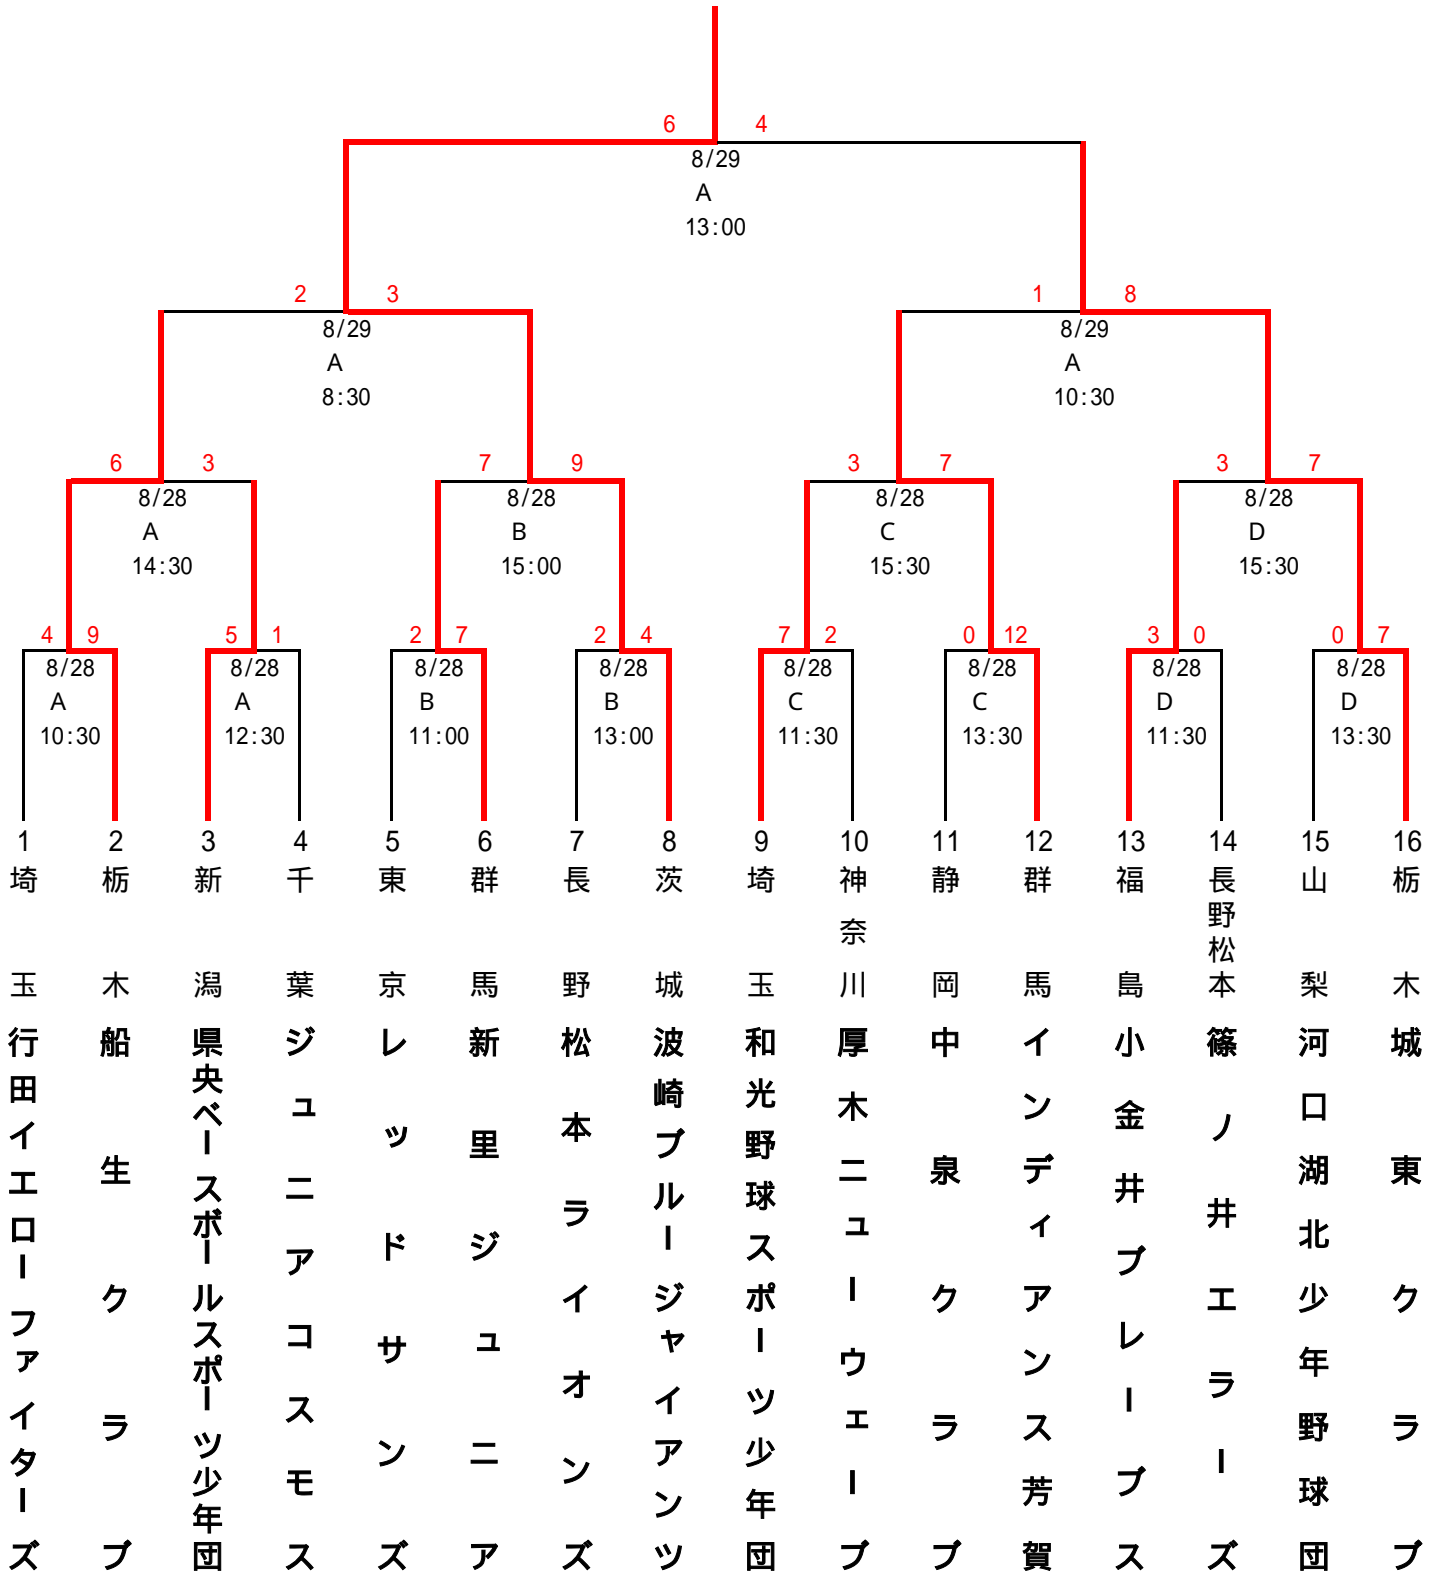 6 4
8/29
A
13:00
2 3 1 8
8/29 8/29
A A
8:30 10:30
6 3 7 9 3 7 3 7
8/28 8/28 8/28 8/28
A B C D
14:30 15:00 15:30 15:30
4 9 5 1 2 7 2 4 7 2 0 12 3 0 0 7
8/28 8/28 8/28 8/28 8/28 8/28 8/28 8/28
A A B B C C D D
10:30 12:30 11:00 13:00 11:30 13:30 11:30 13:30
1 2 3 4 5 6 7 8 9 10 11 12 13 14 15 16
埼玉
行田イエローファイターズ
栃木
船生クラブ
新潟
県央ベースボールスポーツ少年団
千葉
ジュニアコスモス
東京
レッドサンズ
群馬
新里ジュニア
長野
松本ライオンズ
茨城
波崎ブルージャイアンツ
埼玉
和光野球スポーツ少年団
神奈川
厚木ニューウェーブ
静岡
中泉クラブ
群馬
インディアンス芳賀
福島
小金井ブレーブス
長野松本
篠ノ井エラーズ
山梨
河口湖北少年野球団
栃木
城東クラブ